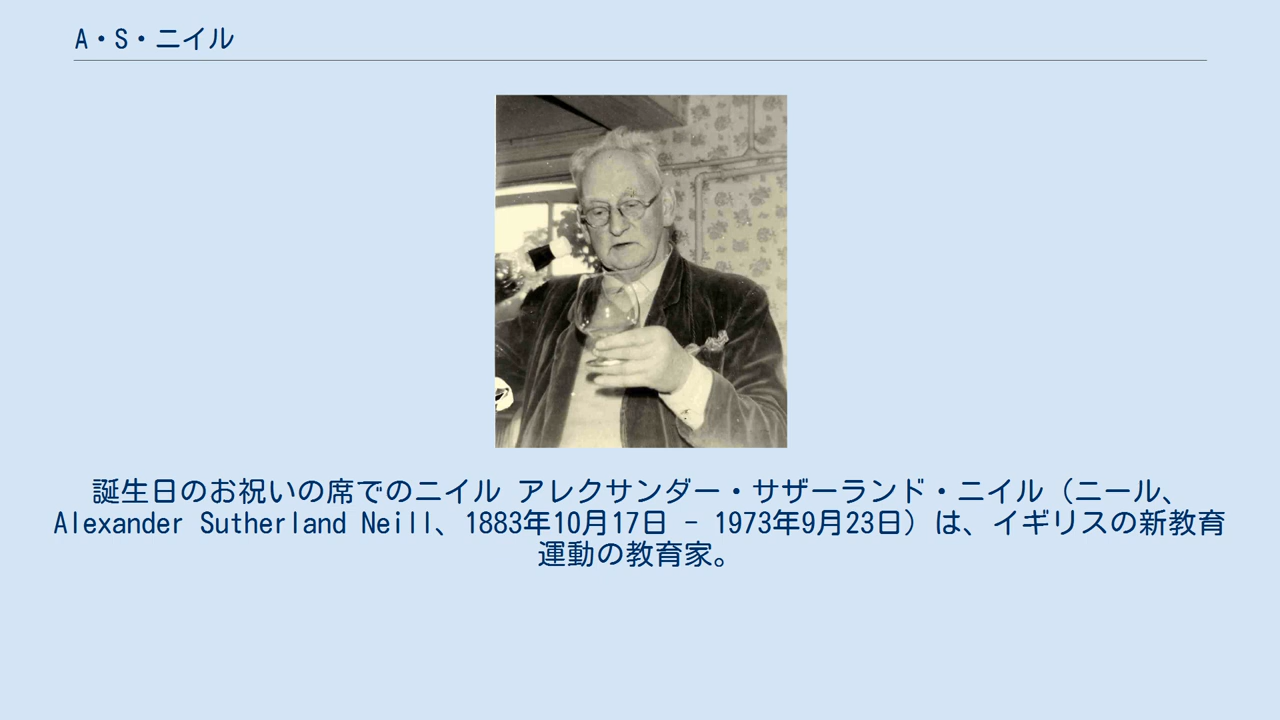 A・S・ニイル
誕生日のお祝いの席でのニイル アレクサンダー・サザーランド・ニイル（ニール、
Alexander Sutherland Neill、1883年10月17日 - 1973年9月23日）は、イギリスの新教育
運動の教育家。